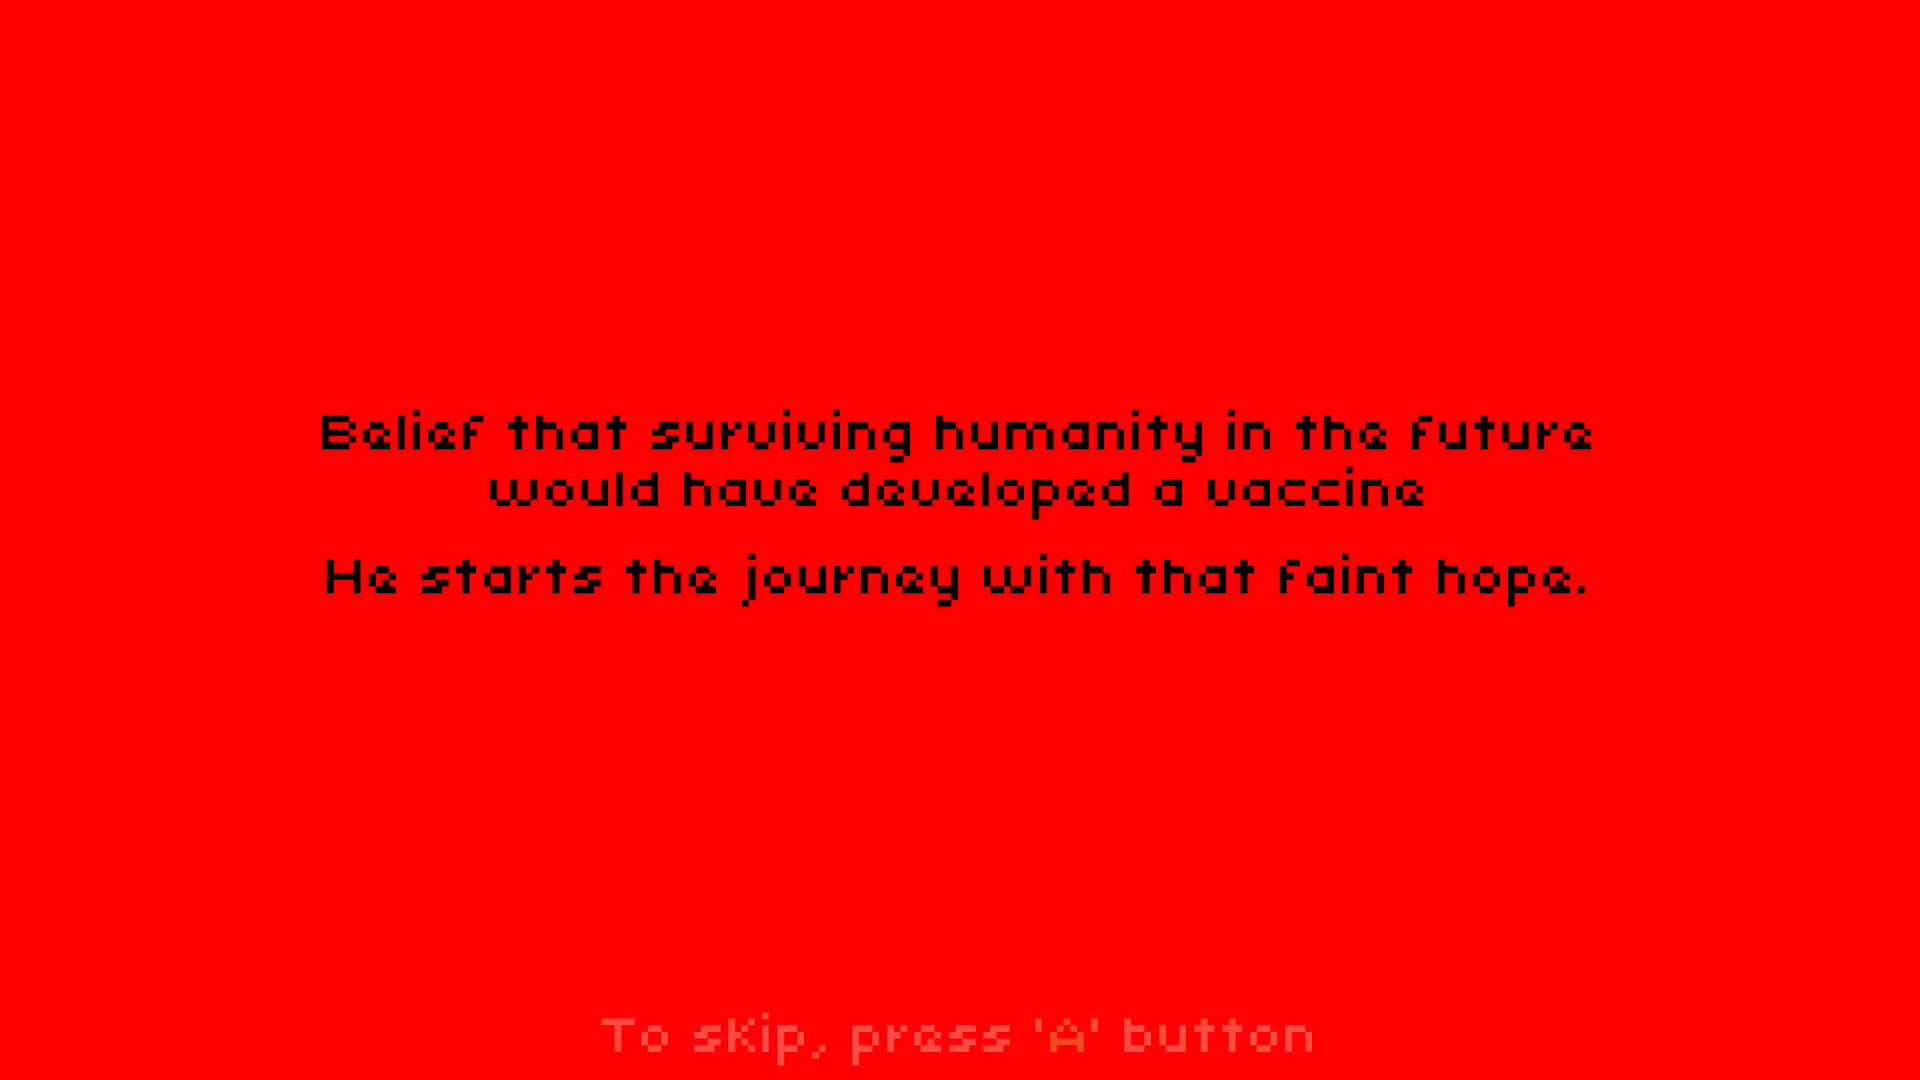 Belief that surviving humanity in the future
would have developed a vaccine
He starts the journey with that faint hope.
To skip, press 'A' button